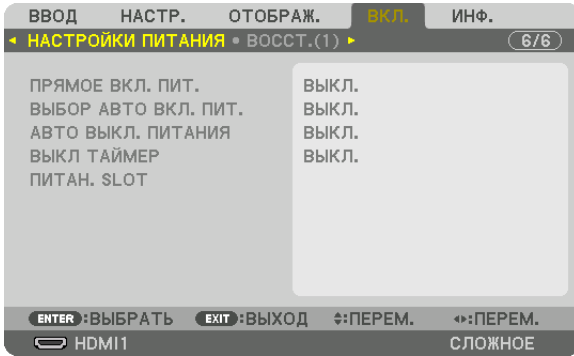 ВВОД НАСТР. ОТОБРАЖ. ВКЛ. ИНФ.
НАСТРОЙКИ ПИТАНИЯ • ВОССТ.(1) 6/6
ПРЯМОЕ ВКЛ. ПИТ. ВЫКЛ.
ВЫБОР АВТО ВКЛ. ПИТ. ВЫКЛ.
АВТО ВЫКЛ. ПИТАНИЯ ВЫКЛ.
ВЫКЛ ТАЙМЕР ВЫКЛ.
ПИТАН. SLOT
ENTER :ВЫБРАТЬ EXIT :ВЫХОД :ПЕРЕМ. :ПЕРЕМ.
HDMI1 СЛОЖНОЕ